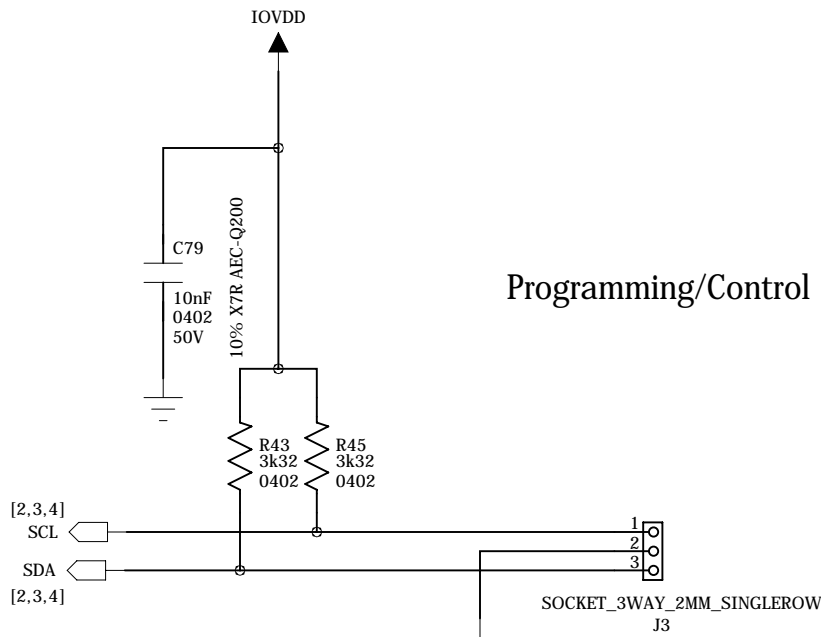 IOVDD
C79
10nF
0402
50V
10% X7R AEC-Q200
Programming/Control
R43
3k32
0402
R45
3k32
0402
[2,3,4]
SCL
SDA
[2,3,4]
1
2
3
SOCKET_3WAY_2MM_SINGLEROW
J3